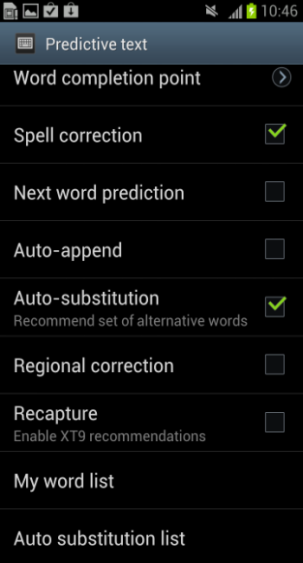 10:46
Predictive text
Word completion point
Spell correction
Next word prediction
Auto-append
Auto-substitution
Recommend set of alternative words
Regional correction
Recapture
Enable XT9 recommendations
My word list
Auto substitution list